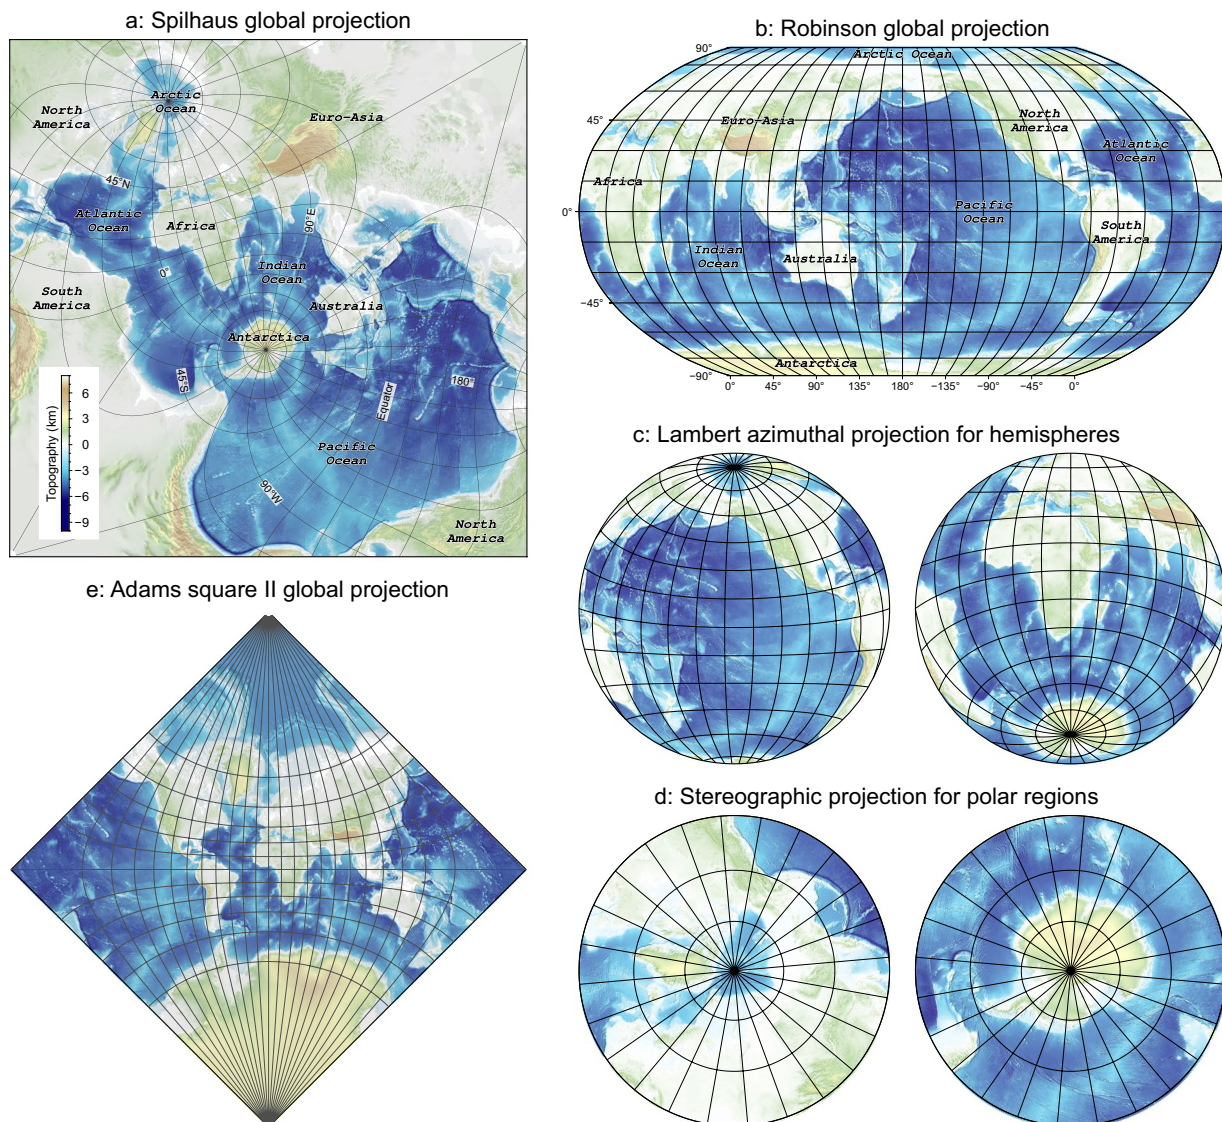 a: Spilhaus global projection
Arctic
Ocean
North
America
Euro-Asia
45°N
Atlantic
Ocean
Africa
90°E
0°
Indian
Ocean
South
America
Australia
Antarctica
45°S
Equator
180°
Pacific
Ocean
90°W
North
America
Topography (km)
6
3
0
−3
−6
−9
b: Robinson global projection
90°
45°
0°
−45°
−90°
Arctic Ocean
Euro-Asia
North
America
Atlantic
Ocean
Africa
Pacific
Ocean
South
America
Indian
Ocean
Australia
Antarctica
0°
45°
90°
135°
180°
−135°
−90°
−45°
0°
c: Lambert azimuthal projection for hemispheres
d: Stereographic projection for polar regions
e: Adams square II global projection